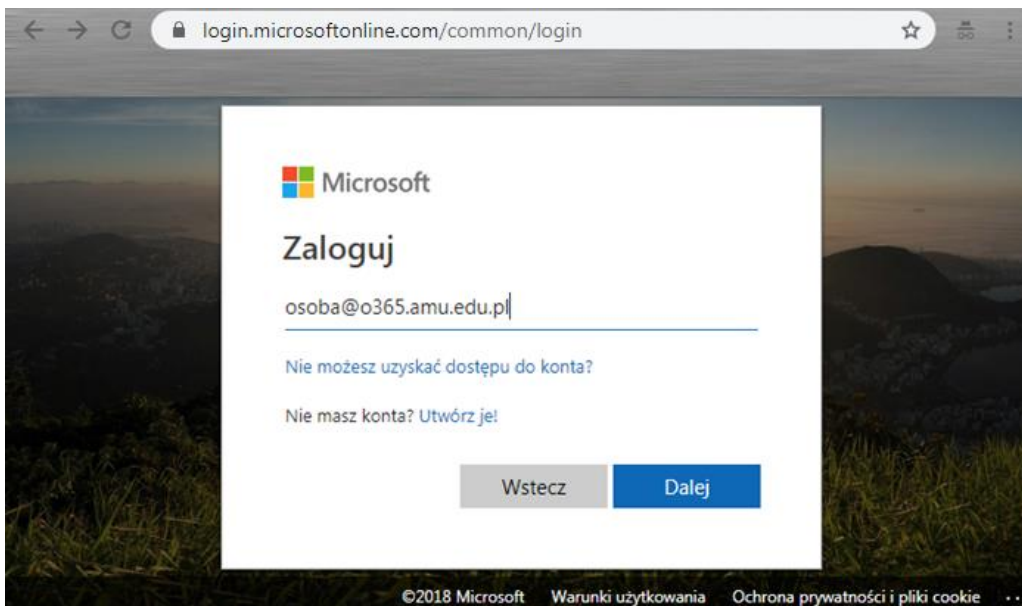 login.microsoftonline.com/common/login
Microsoft
Zaloguj
osoba@o365.amu.edu.pl
Nie możesz uzyskać dostępu do konta?
Nie masz konta? Utwórz je!
Wstecz Dalej
©2018 Microsoft Warunki użytkowania Ochrona prywatności i pliki cookie